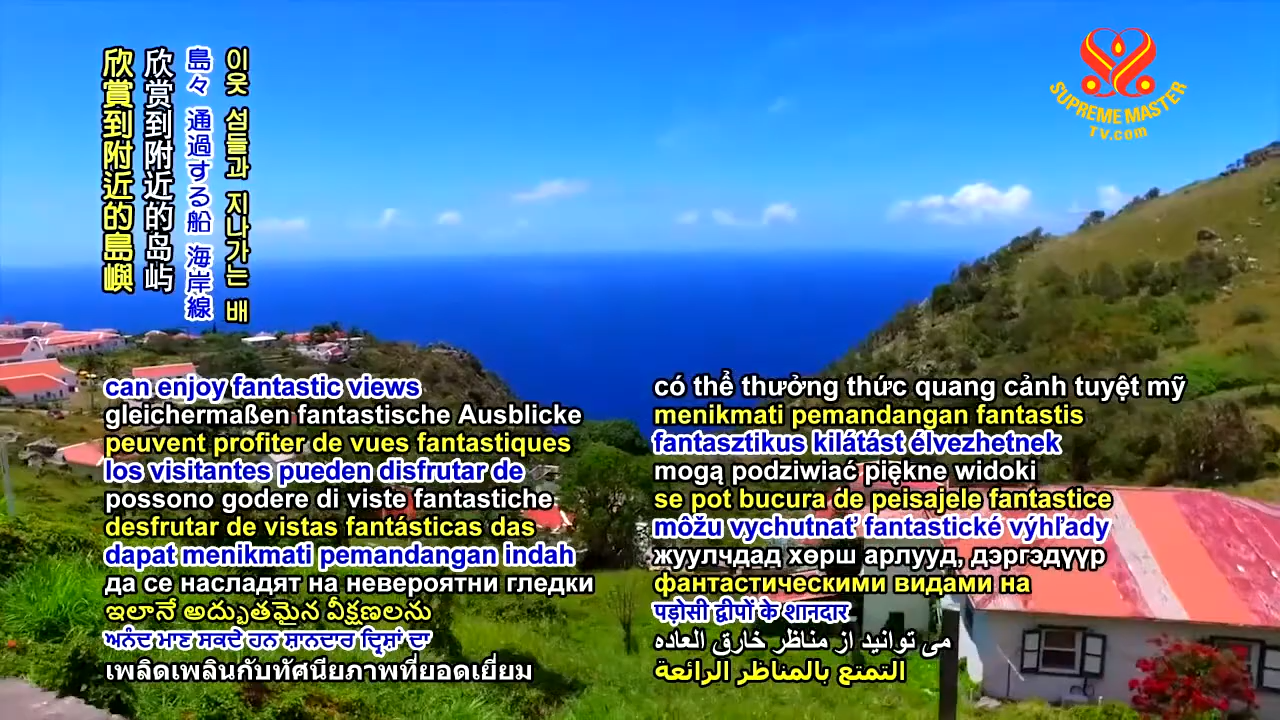 欣賞到附近的島嶼
欣赏到附近的岛屿
島々 通過する船 海岸線
이웃 섬들과 지나가는 배
SUPREME MASTER
TV.com
can enjoy fantastic views
gleichermaßen fantastische Ausblicke
peuvent profiter de vues fantastiques
los visitantes pueden disfrutar de
possono godere di viste fantastiche
desfrutar de vistas fantásticas das
dapat menikmati pemandangan indah
да се насладят на невероятни гледки
ఇలానే అద్భుతమైన వీక్షణలను
ਅਨੰਦ ਮਾਣ ਸਕਦੇ ਹਨ ਸ਼ਾਨਦਾਰ ਦ੍ਰਿਸ਼ਾਂ ਦਾ
เพลิดเพลินกับทัศนียภาพที่ยอดเยี่ยม
có thể thưởng thức quang cảnh tuyệt mỹ
menikmati pemandangan fantastis
fantasztikus kilátást élvezhetnek
mogą podziwiać piękne widoki
se pot bucura de peisajele fantastice
môžu vychutnať fantastické výhľady
жуулчдад хөрш арлууд, дэргэдүүр
фантастическими видами на
पड़ोसी द्वीपों के शानदार
می توانید از مناظر خارق العاده
التمتع بالمناظر الرائعة